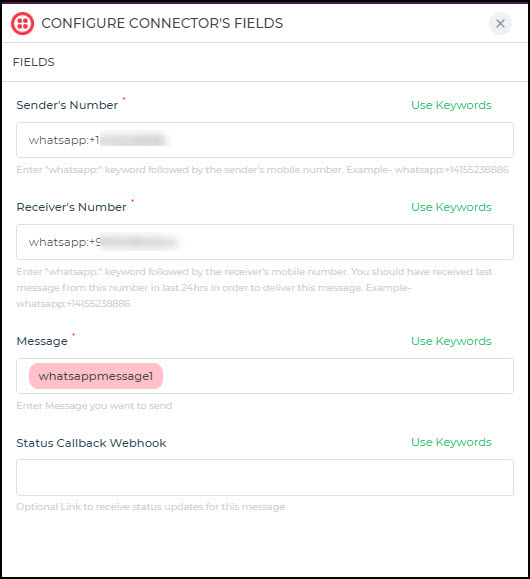 CONFIGURE CONNECTOR'S FIELDS
FIELDS
Sender's Number * Use Keywords
whatsapp:+1
Enter "whatsapp:" keyword followed by the sender's mobile number. Example- whatsapp:+14155238886
Receiver's Number * Use Keywords
whatsapp:+9
Enter "whatsapp:" keyword followed by the receiver's mobile number. You should have received last
message from this number in last 24hrs in order to deliver this message. Example-
whatsapp:+14155238886
Message * Use Keywords
whatsappmessage1
Enter Message you want to send
Status Callback Webhook Use Keywords
Optional Link to receive status updates for this message